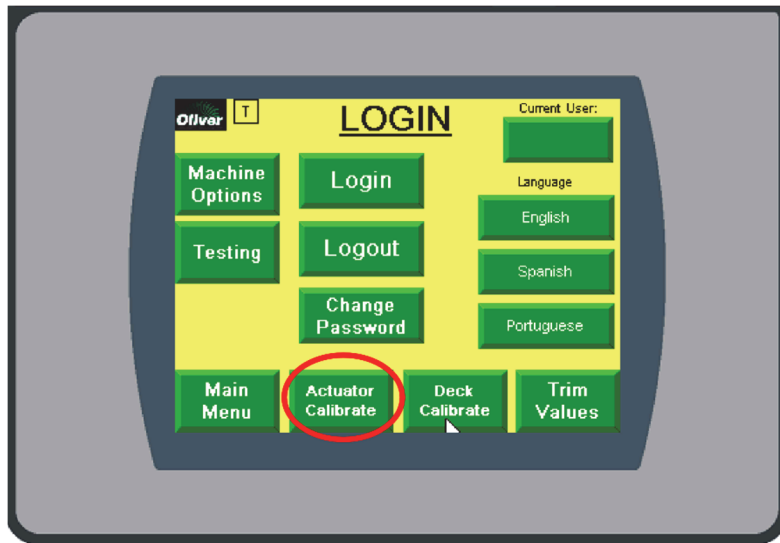 Oliver
T
LOGIN
Current User:
Machine
Options
Login
Language
English
Testing
Logout
Spanish
Change
Password
Portuguese
Main
Menu
Actuator
Calibrate
Deck
Calibrate
Trim
Values